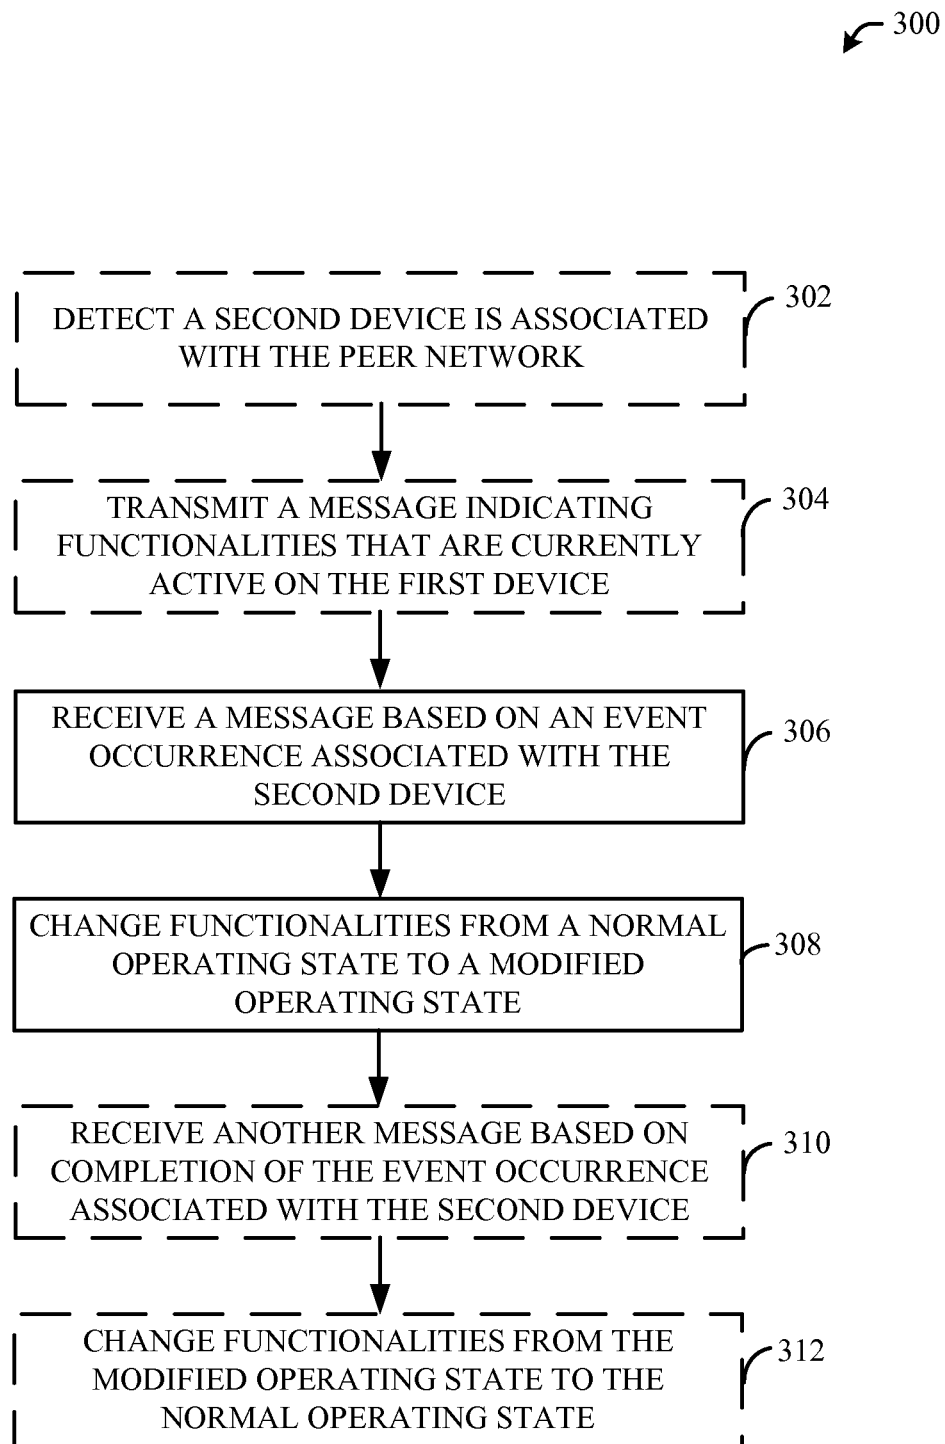 300
DETECT A SECOND DEVICE IS ASSOCIATED
WITH THE PEER NETWORK
302
TRANSMIT A MESSAGE INDICATING
FUNCTIONALITIES THAT ARE CURRENTLY
ACTIVE ON THE FIRST DEVICE
304
RECEIVE A MESSAGE BASED ON AN EVENT
OCCURRENCE ASSOCIATED WITH THE
SECOND DEVICE
306
CHANGE FUNCTIONALITIES FROM A NORMAL
OPERATING STATE TO A MODIFIED
OPERATING STATE
308
RECEIVE ANOTHER MESSAGE BASED ON
COMPLETION OF THE EVENT OCCURRENCE
ASSOCIATED WITH THE SECOND DEVICE
310
CHANGE FUNCTIONALITIES FROM THE
MODIFIED OPERATING STATE TO THE
NORMAL OPERATING STATE
312